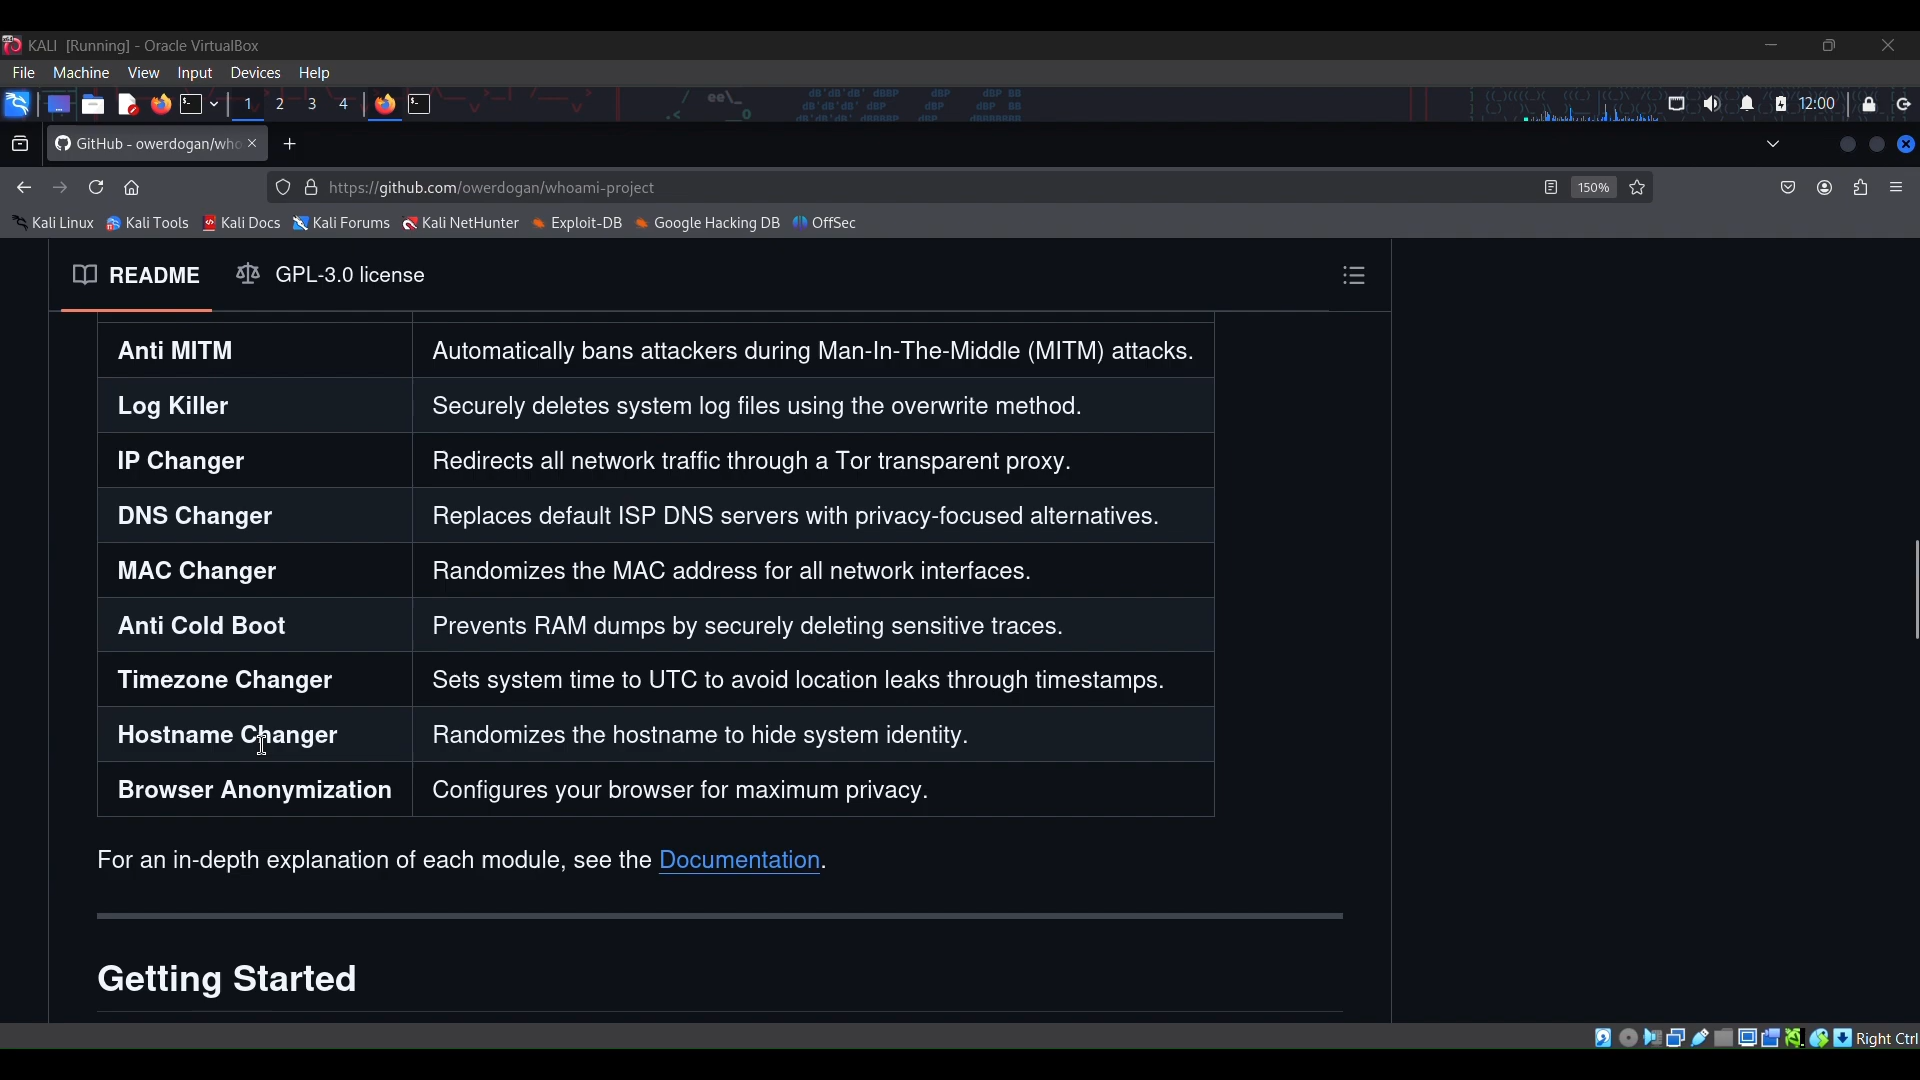 KALI [Running] - Oracle VirtualBox
File Machine View Input Devices Help
1 2 3 4 12:00
GitHub - owerdogan/who
https://github.com/owerdogan/whoami-project 150%
Kali Linux Kali Tools Kali Docs Kali Forums Kali NetHunter Exploit-DB Google Hacking DB OffSec
README GPL-3.0 license
Anti MITM Automatically bans attackers during Man-In-The-Middle (MITM) attacks.
Log Killer Securely deletes system log files using the overwrite method.
IP Changer Redirects all network traffic through a Tor transparent proxy.
DNS Changer Replaces default ISP DNS servers with privacy-focused alternatives.
MAC Changer Randomizes the MAC address for all network interfaces.
Anti Cold Boot Prevents RAM dumps by securely deleting sensitive traces.
Timezone Changer Sets system time to UTC to avoid location leaks through timestamps.
Hostname Changer Randomizes the hostname to hide system identity.
Browser Anonymization Configures your browser for maximum privacy.
For an in-depth explanation of each module, see the Documentation.
Getting Started
Right Ctrl